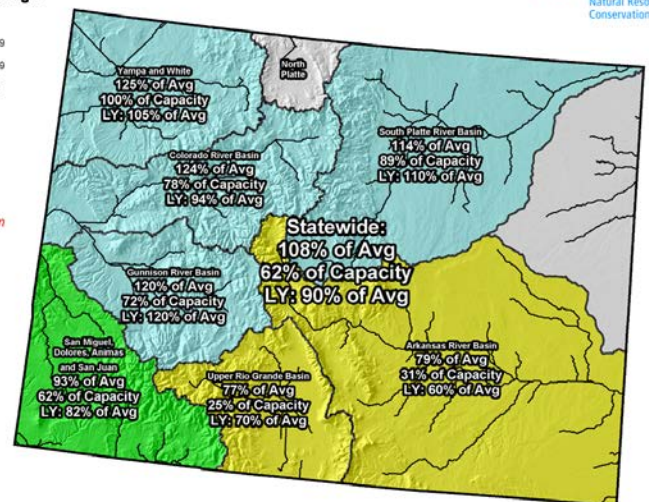 Natural Reso
Conservation
9
9
North
Platte
Yampa and White
125% of Avg
100% of Capacity
LY: 105% of Avg
South Platte River Basin
114% of Avg
89% of Capacity
LY: 110% of Avg
Colorado River Basin
124% of Avg
78% of Capacity
LY: 94% of Avg
Statewide:
108% of Avg
62% of Capacity
LY: 90% of Avg
Gunnison River Basin
120% of Avg
72% of Capacity
LY: 120% of Avg
San Miguel,
Dolores, Animas
and San Juan
93% of Avg
62% of Capacity
LY: 82% of Avg
Upper Rio Grande Basin
77% of Avg
25% of Capacity
LY: 70% of Avg
Arkansas River Basin
79% of Avg
31% of Capacity
LY: 60% of Avg